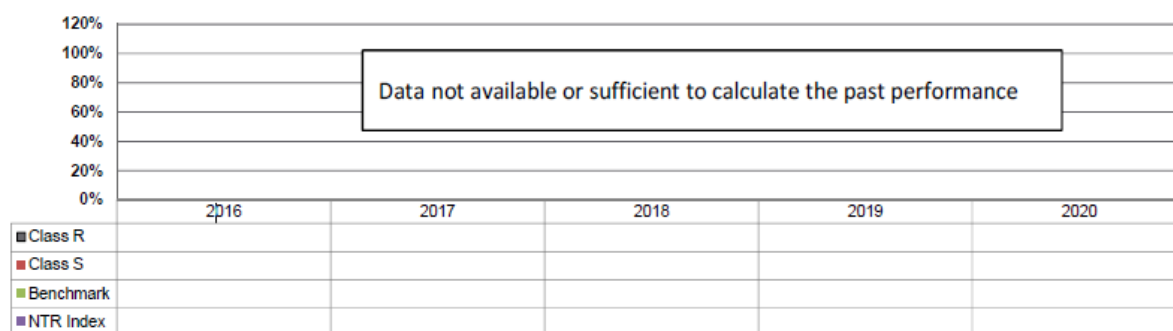 120%
100%
Data not available or sufficient to calculate the past performance
80%
60%
40%
20%
0%
2016 2017 2018 2019 2020
Class R
Class S
Benchmark
NTR Index